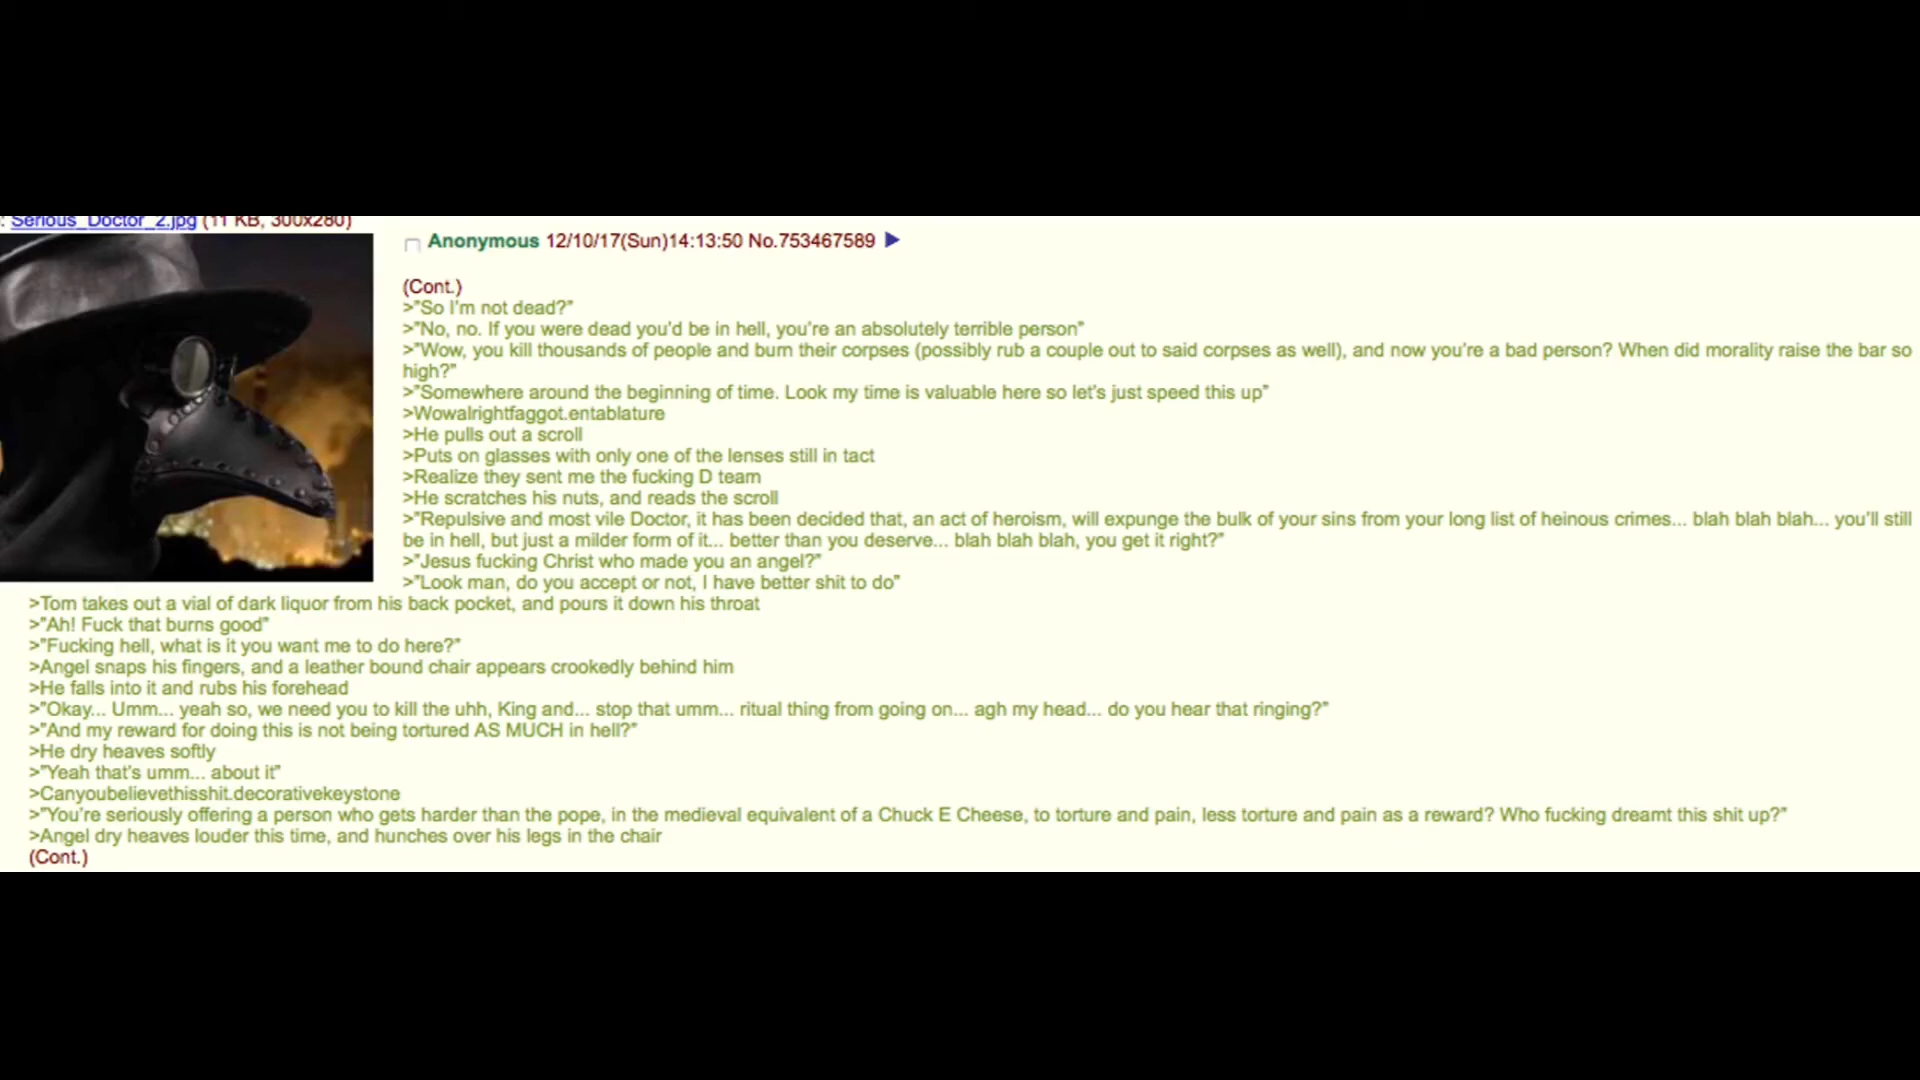 : Serious_Doctor_2.jpg (11 KB, 300x280)
Anonymous 12/10/17(Sun)14:13:50 No.753467589 ▶
(Cont.)
>"So I'm not dead?"
>"No, no. If you were dead you'd be in hell, you're an absolutely terrible person"
>"Wow, you kill thousands of people and burn their corpses (possibly rub a couple out to said corpses as well), and now you're a bad person? When did morality raise the bar so
high?"
>"Somewhere around the beginning of time. Look my time is valuable here so let's just speed this up"
>Wowalrightfaggot.entablature
>He pulls out a scroll
>Puts on glasses with only one of the lenses still in tact
>Realize they sent me the fucking D team
>He scratches his nuts, and reads the scroll
>"Repulsive and most vile Doctor, it has been decided that, an act of heroism, will expunge the bulk of your sins from your long list of heinous crimes... blah blah blah... you'll still
be in hell, but just a milder form of it... better than you deserve... blah blah blah, you get it right?"
>"Jesus fucking Christ who made you an angel?"
>"Look man, do you accept or not, I have better shit to do"
>Tom takes out a vial of dark liquor from his back pocket, and pours it down his throat
>"Ah! Fuck that burns good"
>"Fucking hell, what is it you want me to do here?"
>Angel snaps his fingers, and a leather bound chair appears crookedly behind him
>He falls into it and rubs his forehead
>"Okay... Umm... yeah so, we need you to kill the uhh, King and... stop that umm... ritual thing from going on... agh my head... do you hear that ringing?"
>"And my reward for doing this is not being tortured AS MUCH in hell?"
>He dry heaves softly
>"Yeah that's umm... about it"
>Canyoubelievethisshit.decorativekeystone
>"You're seriously offering a person who gets harder than the pope, in the medieval equivalent of a Chuck E Cheese, to torture and pain, less torture and pain as a reward? Who fucking dreamt this shit up?"
>Angel dry heaves louder this time, and hunches over his legs in the chair
(Cont.)